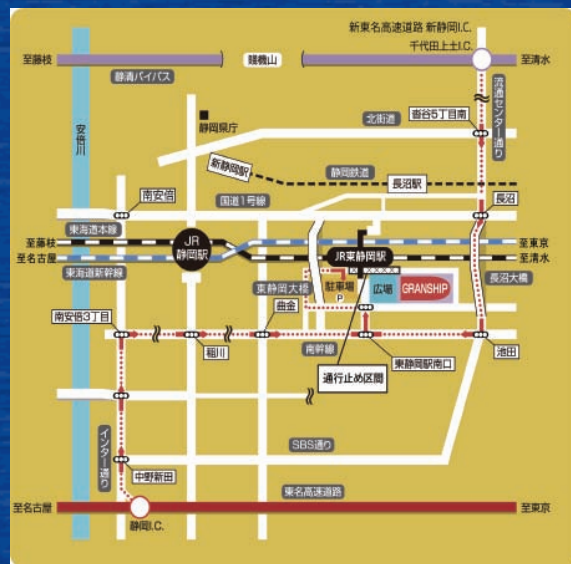 新東名高速道路 新静岡I.C.
千代田上土I.C.
至藤枝
賤機山
至清水
静清バイパス
流通センター通り
安倍川
静岡県庁
北街道
沓谷5丁目南
新静岡駅
静岡鉄道
長沼駅
南安倍
国道1号線
長沼
東海道本線
至藤枝
至名古屋
東海道新幹線
JR
静岡駅
JR東静岡駅
至東京
至清水
東静岡大橋
駐車場
P
広場
GRANSHIP
長沼大橋
南安倍3丁目
曲金
稲川
南幹線
東静岡駅南口
池田
通行止め区間
インター通り
SBS通り
中野新田
東名高速道路
至名古屋
至東京
静岡I.C.